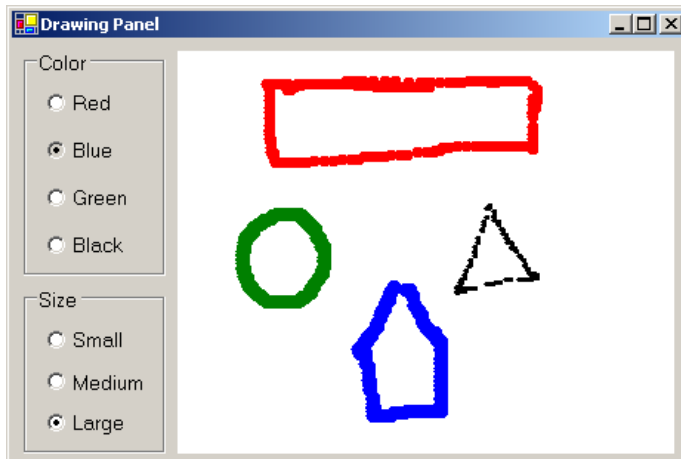 Drawing Panel
Color
Red
Blue
Green
Black
Size
Small
Medium
Large